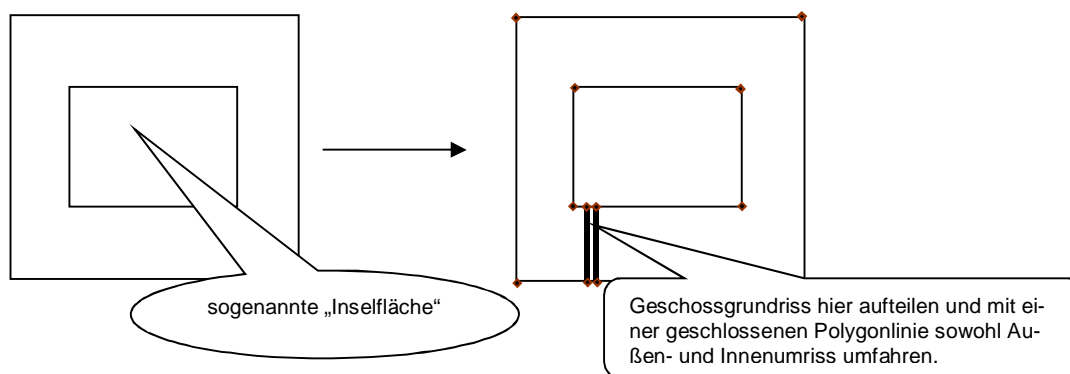 sogenannte „Inselfläche“
Geschossgrundriss hier aufteilen und mit ei-
ner geschlossenen Polygonlinie sowohl Au-
ßen- und Innenumriss umfahren.